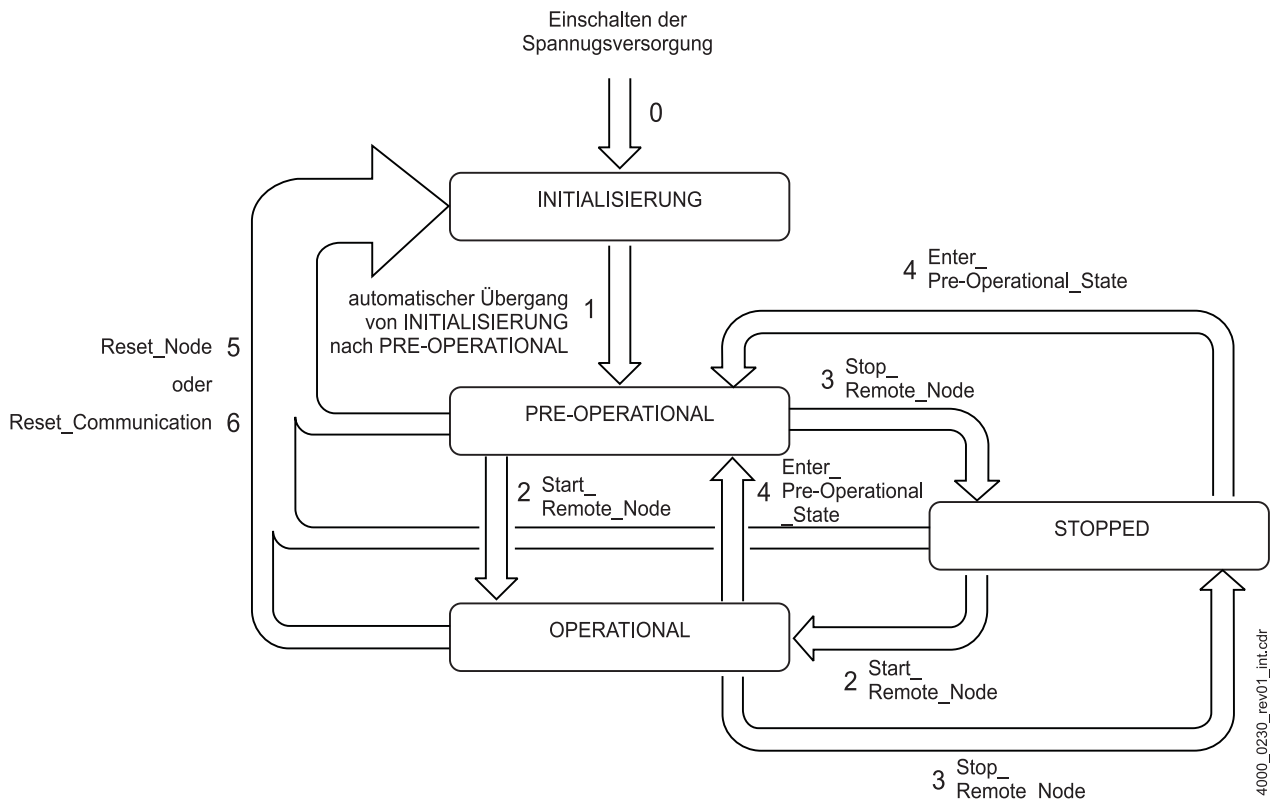 Einschalten der
Spannugsversorgung
0
INITIALISIERUNG
automatischer Übergang
von INITIALISIERUNG
nach PRE-OPERATIONAL
1
4 Enter_
Pre-Operational_State
Reset_Node 5
oder
Reset_Communication 6
3 Stop_
Remote_Node
PRE-OPERATIONAL
2 Start_
Remote_Node
4 Enter_
Pre-Operational
_State
STOPPED
OPERATIONAL
2 Start_
Remote_Node
3 Stop_
Remote_Node
4000_0230_rev01_int.cdr